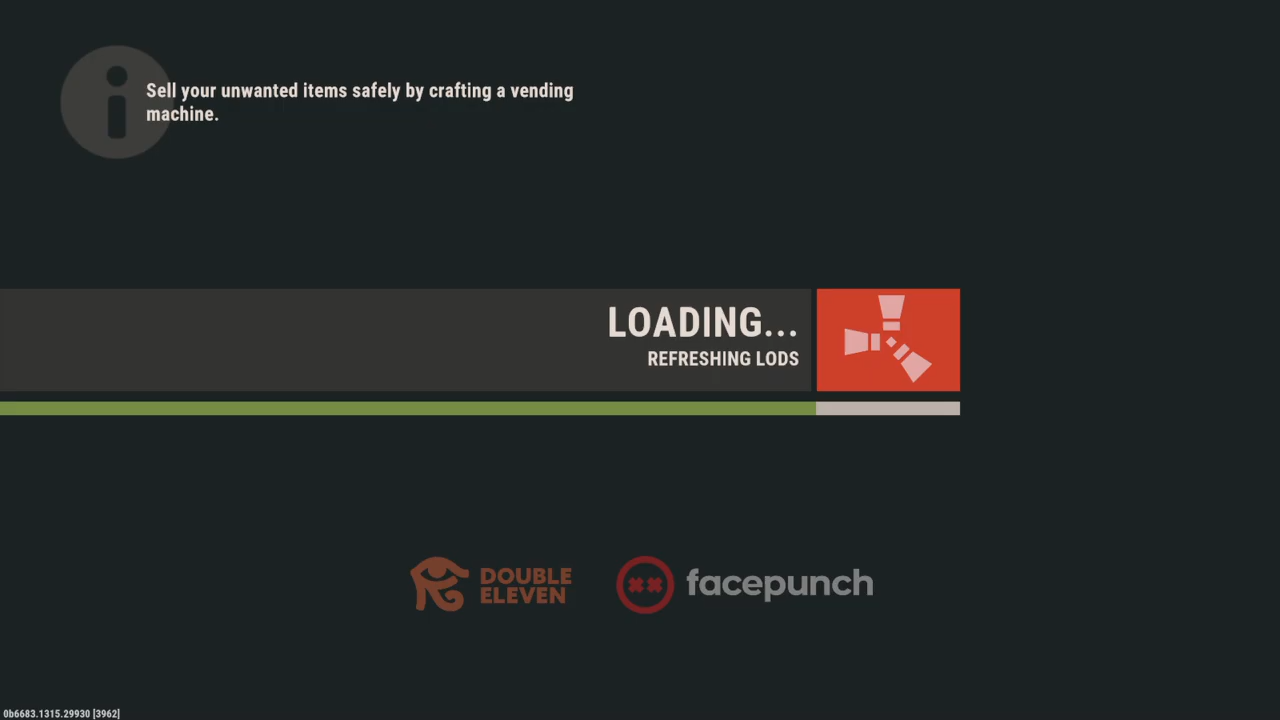 Sell your unwanted items safely by crafting a vending
machine.
LOADING...
REFRESHING LODS
DOUBLE
ELEVEN
facepunch
0b6683.1315.29930 [3962]